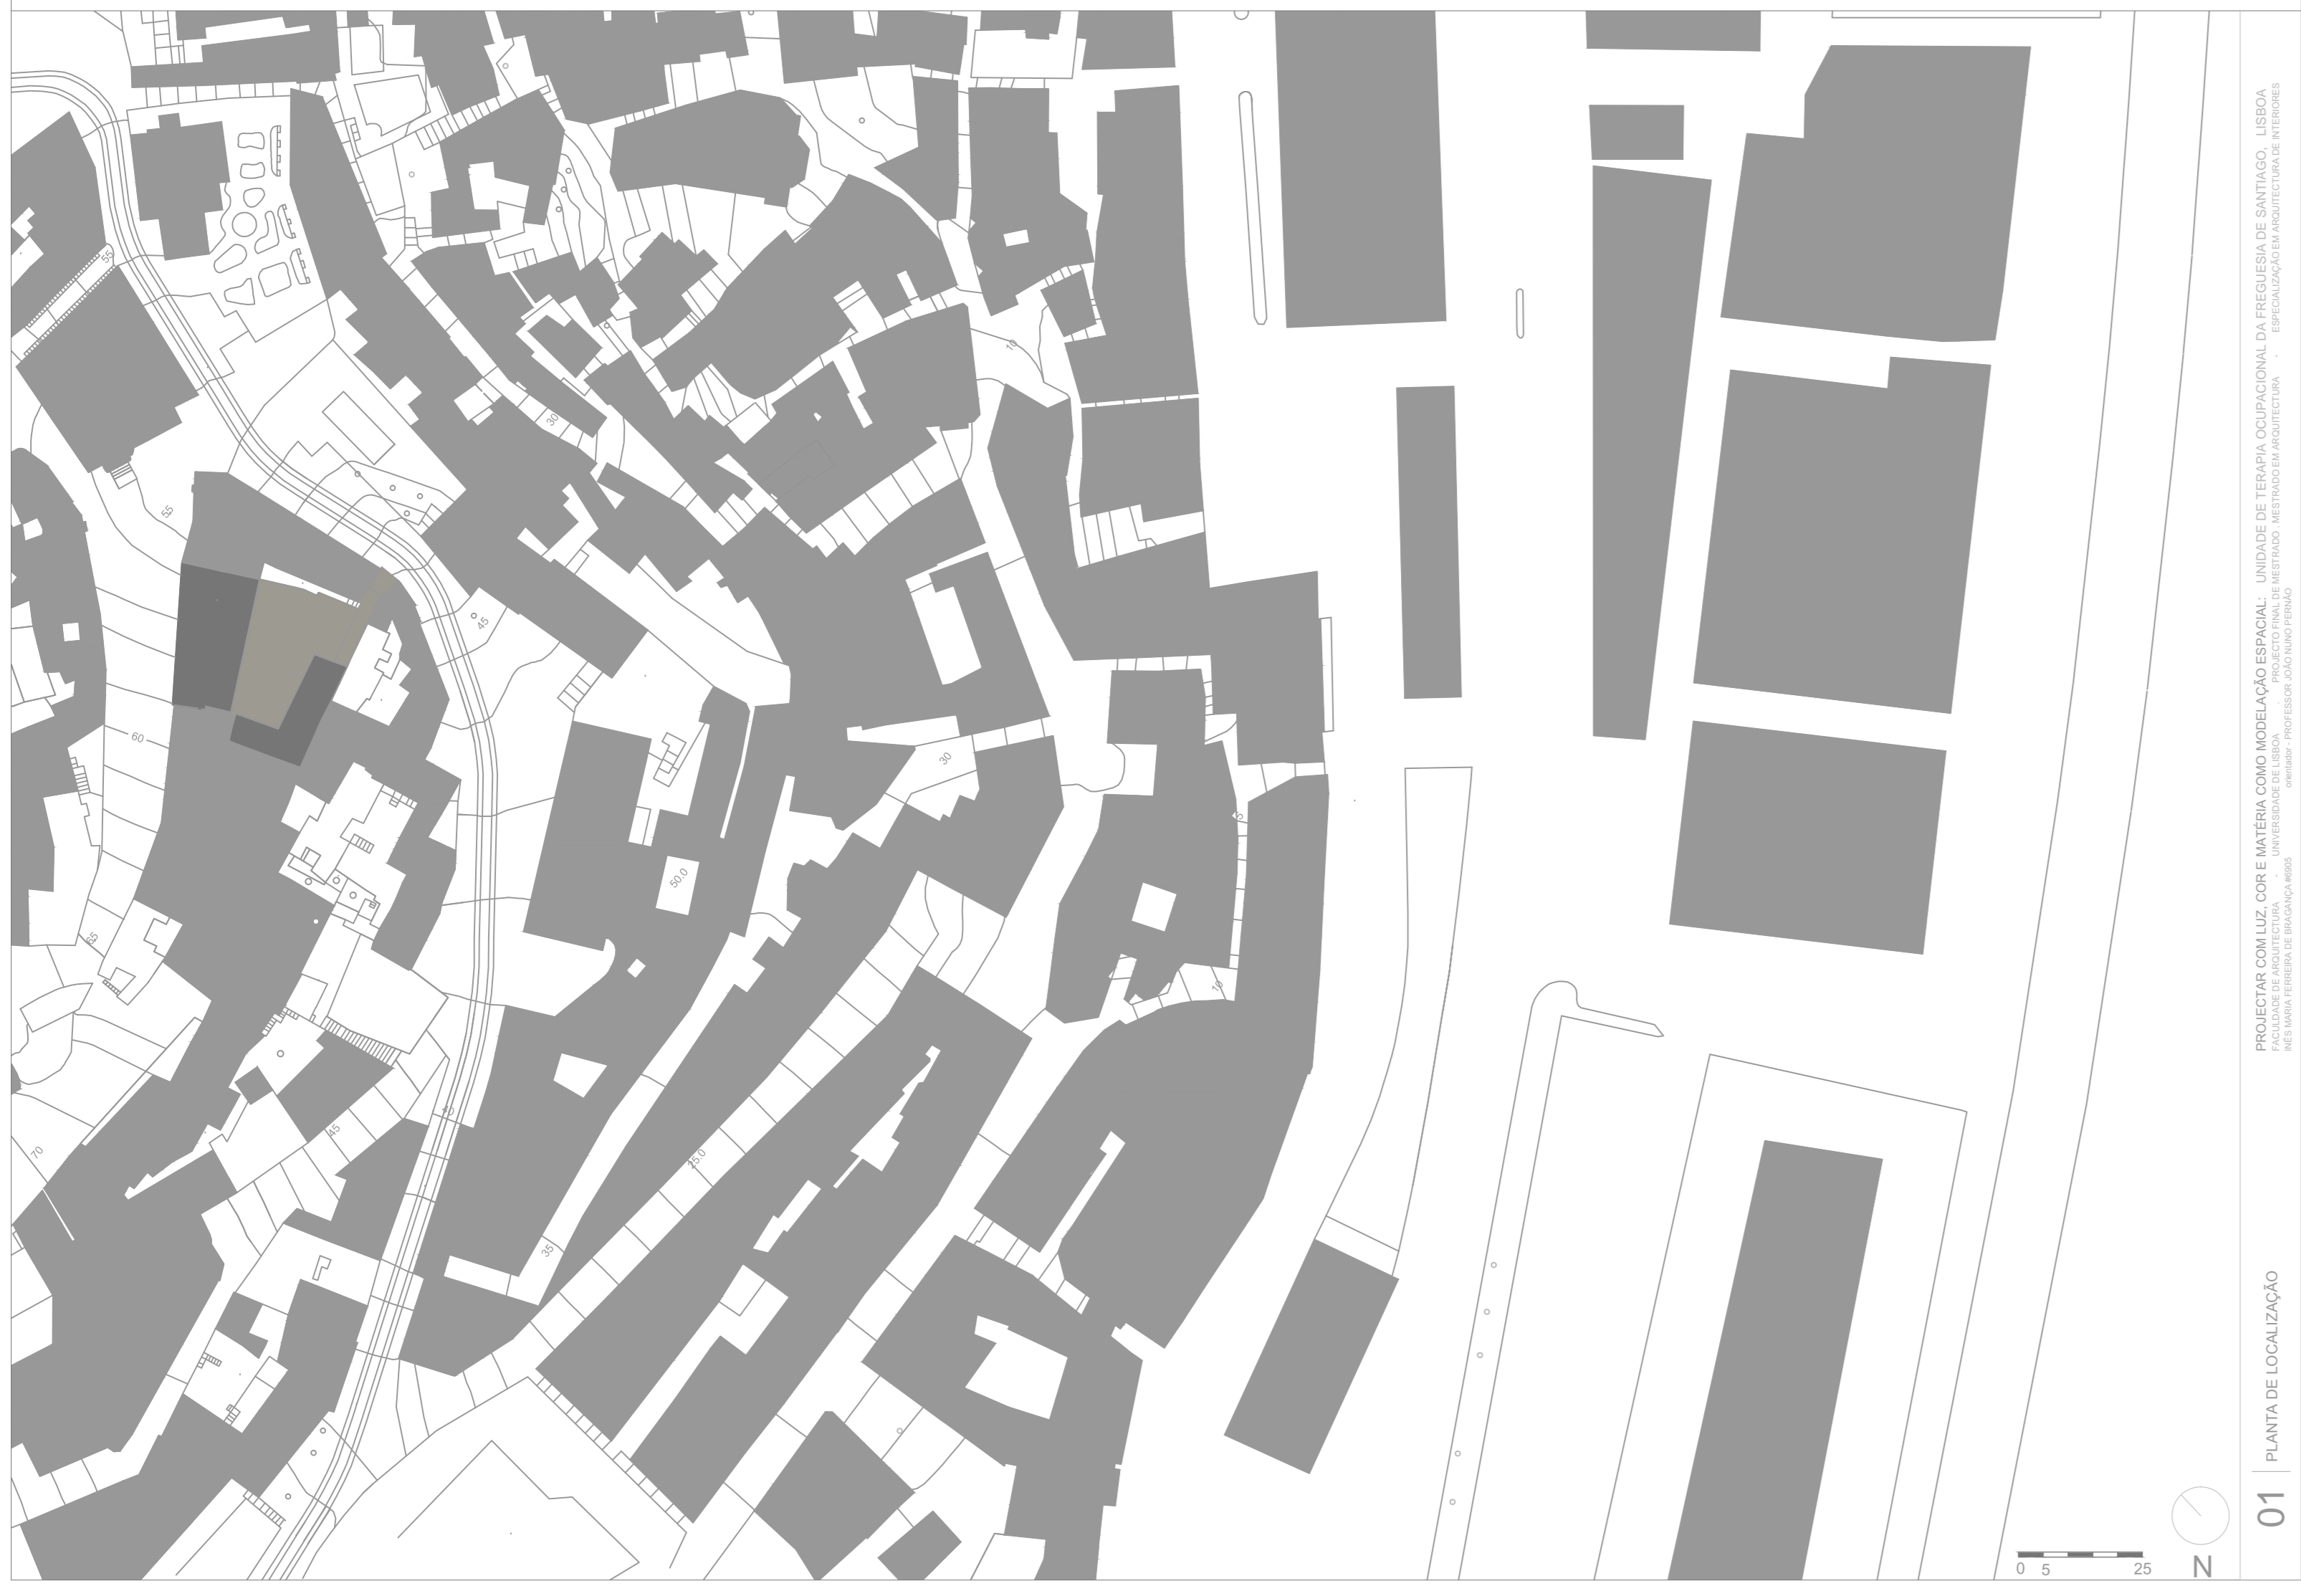 PROJECTAR COM LUZ, COR E MATÉRIA COMO MODELAÇÃO ESPACIAL: UNIDADE DE TERAPIA OCUPACIONAL DA FREGUESIA DE SANTIAGO, LISBOA
FACULDADE DE ARQUITECTURA - UNIVERSIDADE DE LISBOA - PROJECTO FINAL DE MESTRADO MESTRADO EM ARQUITECTURA - ESPECIALIZAÇÃO EM ARQUITECTURA DE INTERIORES
INÊS MARIA FERREIRA DE BRAGANÇA #6905 orientador - PROFESSOR JOÃO NUNO PERNÃO
01 | PLANTA DE LOCALIZAÇÃO
0 5 25
N
55
10
30
55
45
60
30
50.0
65
10
45
70
25.0
35